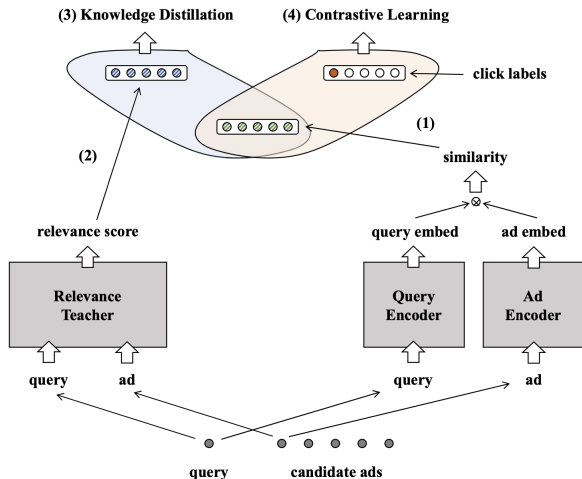 (3) Knowledge Distillation
(4) Contrastive Learning
click labels
(1)
(2)
similarity
relevance score
query embed
ad embed
Relevance
Teacher
Query
Encoder
Ad
Encoder
query
ad
query
ad
query
candidate ads